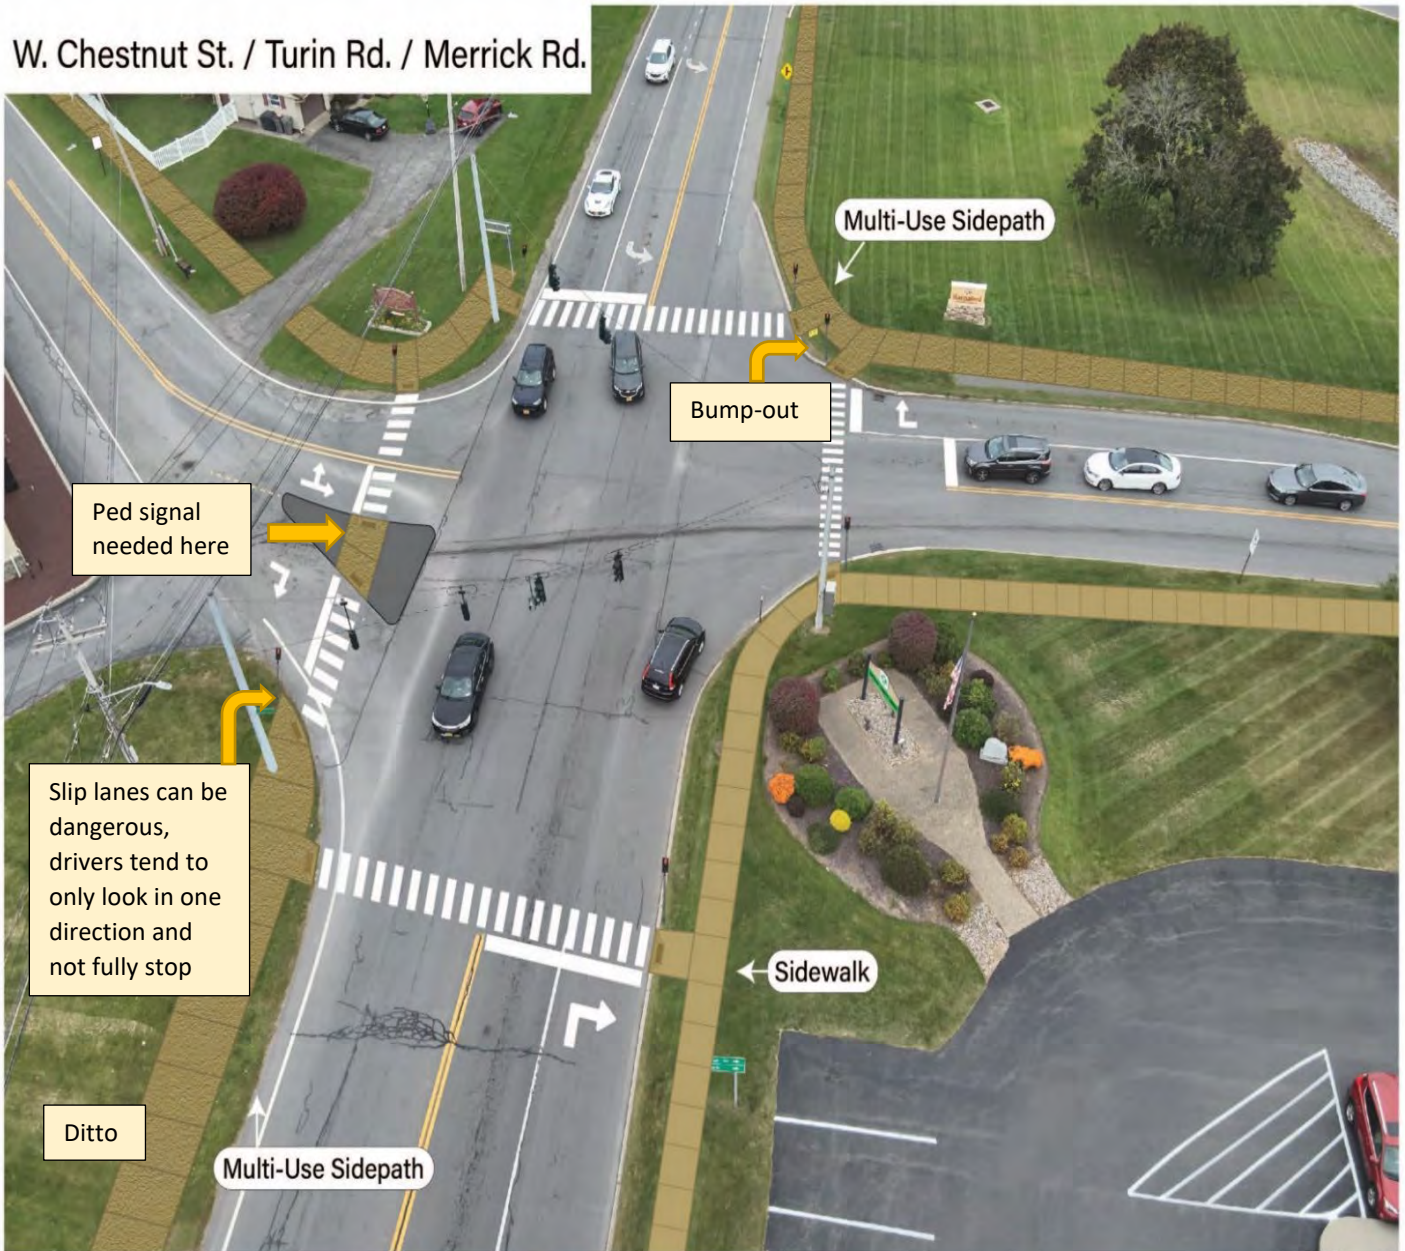 W. Chestnut St. / Turin Rd. / Merrick Rd.
Multi-Use Sidepath
Bump-out
Ped signal
needed here
Slip lanes can be
dangerous,
drivers tend to
only look in one
direction and
not fully stop
Sidewalk
Ditto
Multi-Use Sidepath